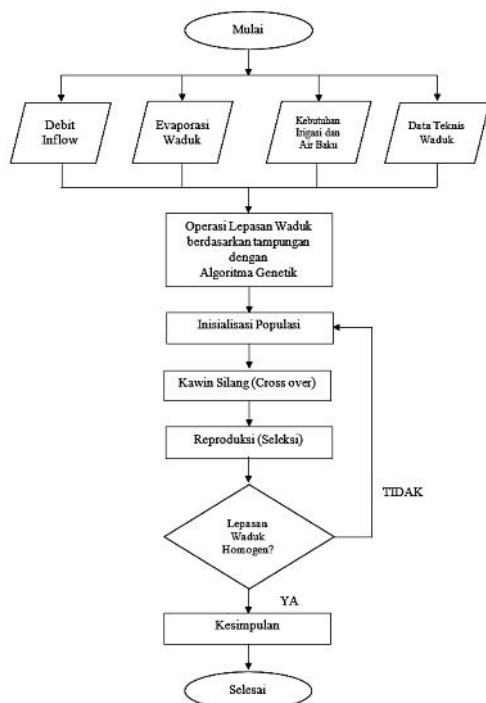 Mulai
Debit
Inflow
Evaporasi
Waduk
Kebutuhan
Irigasi dan
Air Baku
Data Teknis
Waduk
Operasi Lepasan Waduk
berdasarkan tampungan
dengan
Algoritma Genetik
Inisialisasi Populasi
Kawin Silang (Cross over)
Reproduksi (Seleksi)
Lepasan
Waduk
Homogen?
TIDAK
YA
Kesimpulan
Selesai